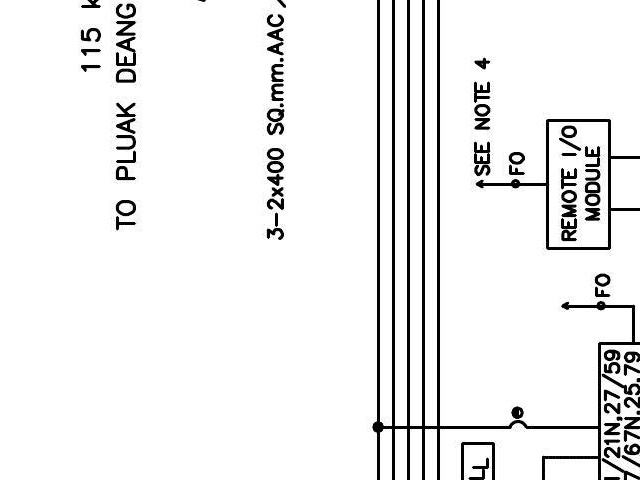 115
TO PLUAK DEANG
3-2x400 SQ.mm.AAC
SEE NOTE 4
FO
REMOTE I/O
MODULE
FO
/21N,27/59
/67N,25,79